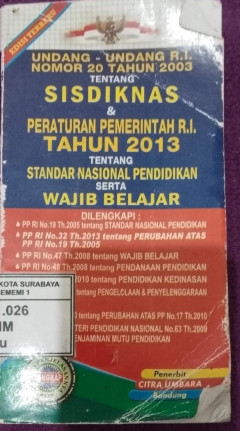 EDISI TERBARU
UNDANG - UNDANG R.I.
NOMOR 20 TAHUN 2003
TENTANG
SISDIKNAS
&
PERATURAN PEMERINTAH R.I.
TAHUN 2013
TENTANG
STANDAR NASIONAL PENDIDIKAN
SERTA
WAJIB BELAJAR
DILENGKAPI :
PP RI No.19 Th.2005 tentang STANDAR NASIONAL PENDIDIKAN
PP RI No.32 Th.2013 tentang PERUBAHAN ATAS
PP RI No.19 Th.2005
PP RI No.47 Th.2008 tentang WAJIB BELAJAR
PP RI No.48 Th.2008 tentang PENDANAAN PENDIDIKAN
2010 tentang PENDIDIKAN KEDINASAN
tentang PENGELOLAAN & PENYELENGGARAAN
tentang PERUBAHAN ATAS PP No.17 Th.2010
TERI PENDIDIKAN NASIONAL No.63 Th.2009
ENJAMINAN MUTU PENDIDIKAN
KOTA SURABAYA
SEMEMI 1
.026
IM
u
Penerbit
CITRA UMBARA
Bandung